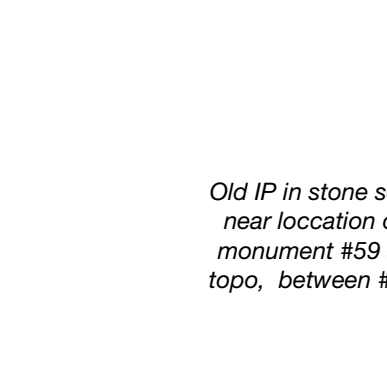 Old IP in stone
near loccation
monument #59
topo,  between #